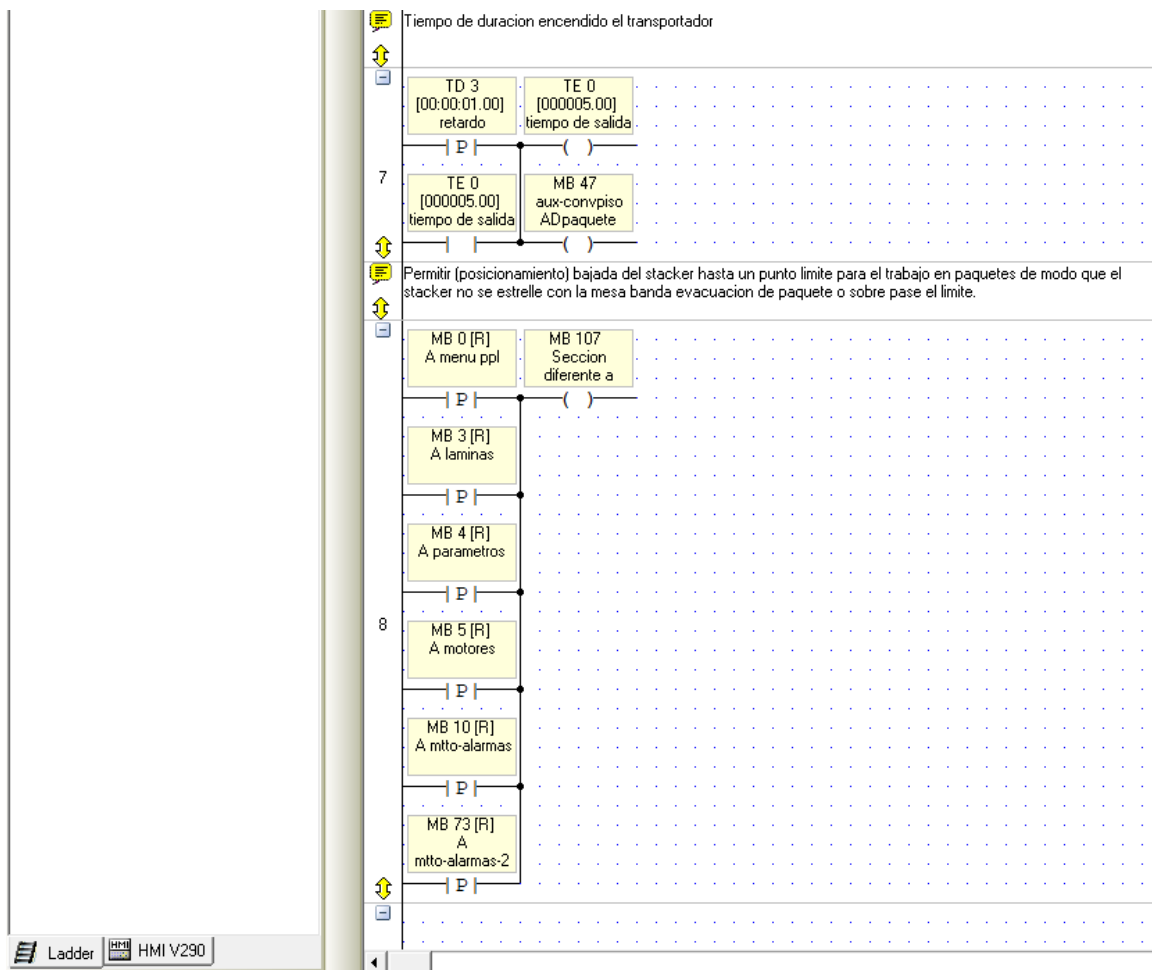 Tiempo de duracion encendido el transportador
TD 3
[00:00:01.00]
retardo
TE 0
[000005.00]
tiempo de salida
P
7
TE 0
[000005.00]
tiempo de salida
MB 47
aux-convpiso
ADpaquete
Permitir (posicionamiento) bajada del stacker hasta un punto limite para el trabajo en paquetes de modo que el
stacker no se estrelle con la mesa banda evacuacion de paquete o sobre pase el limite.
MB 0 [R]
A menu ppl
MB 107
Seccion
diferente a
P
MB 3 [R]
A laminas
P
MB 4 [R]
A parametros
P
8
MB 5 [R]
A motores
P
MB 10 [R]
A mtto-alarmas
P
MB 73 [R]
A
mtto-alarmas-2
P
Ladder
HMI
HMI V290